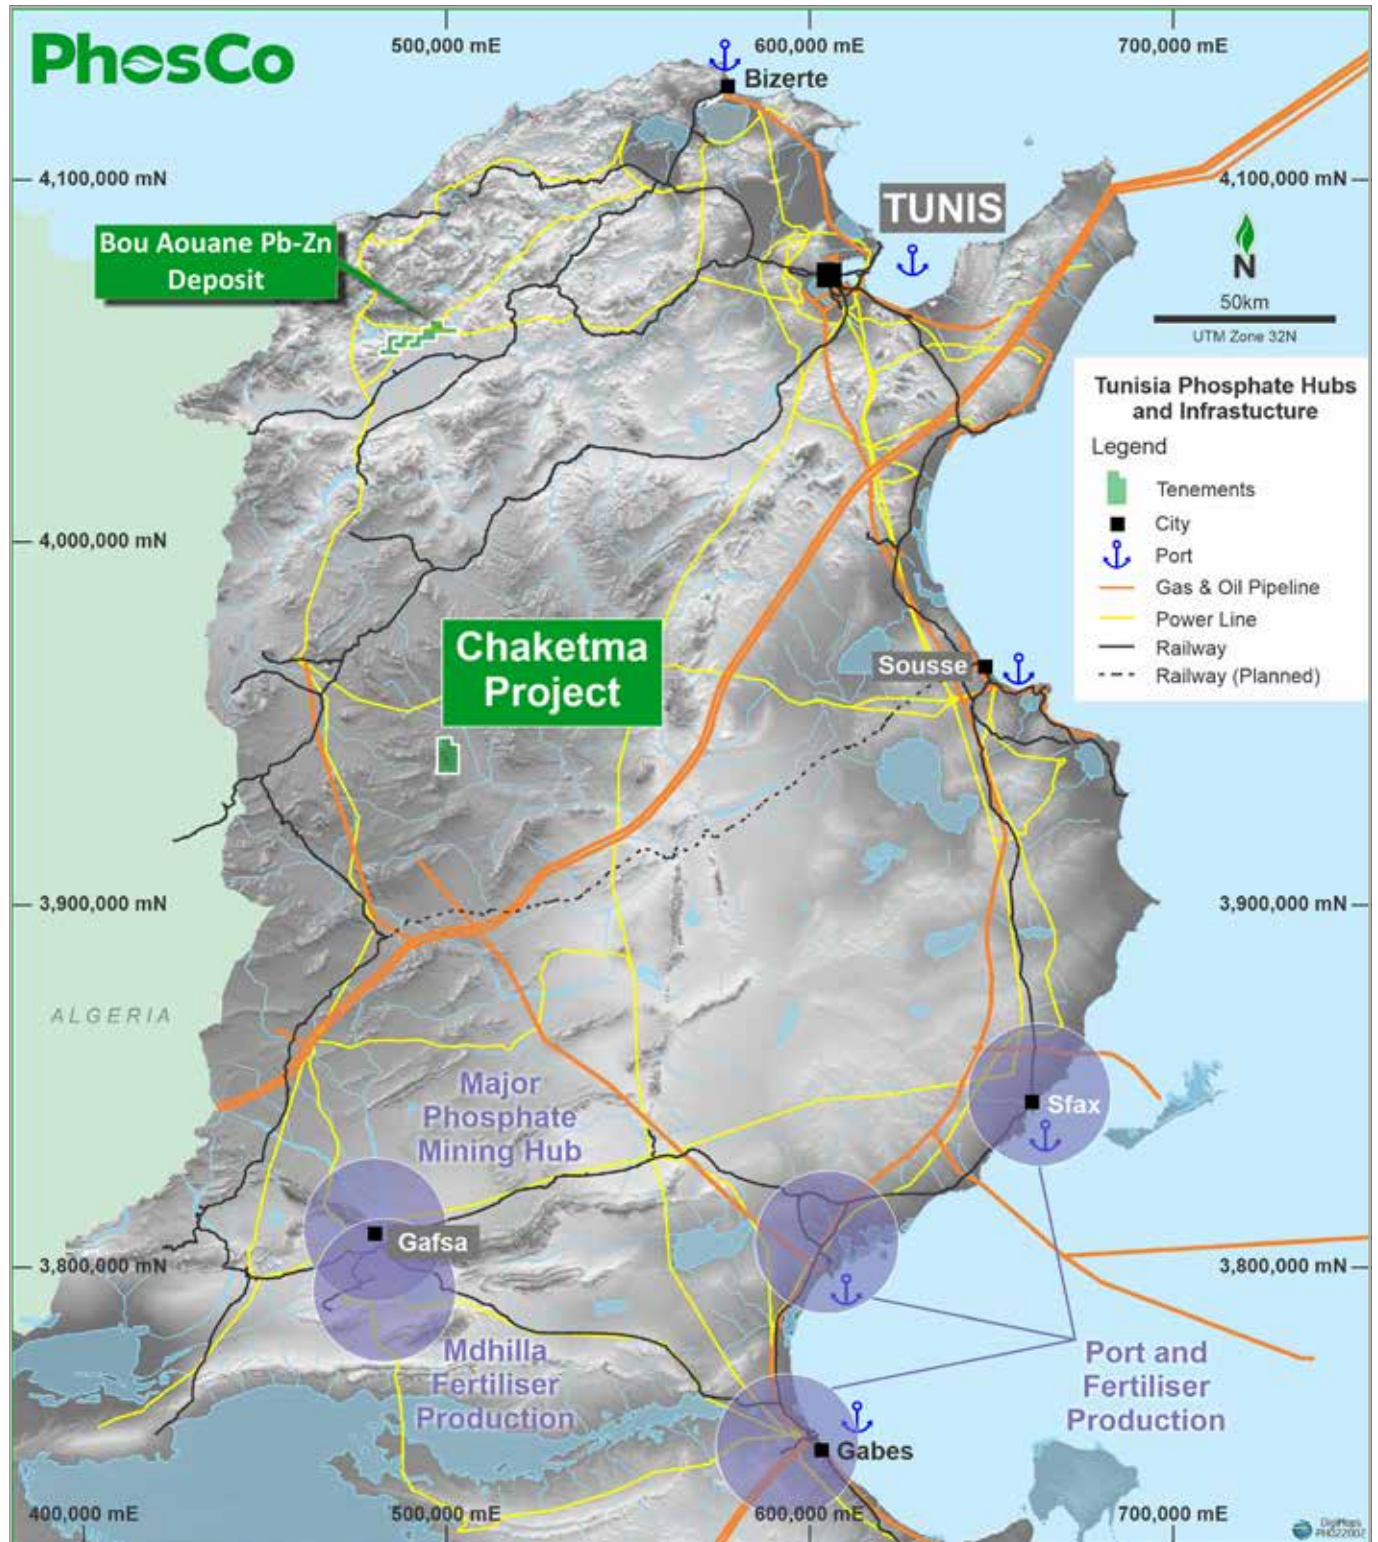 PhosCo
500,000 mE
600,000 mE
700,000 mE
Bizerte
4,100,000 mN
4,100,000 mN
TUNIS
Bou Aouane Pb-Zn
Deposit
N
50km
UTM Zone 32N
Tunisia Phosphate Hubs
and Infrastucture
Legend
Tenements
City
Port
Gas & Oil Pipeline
Power Line
Railway
Railway (Planned)
4,000,000 mN
Chaketma
Project
Sousse
3,900,000 mN
3,900,000 mN
ALGERIA
Major
Phosphate
Mining Hub
Sfax
Gafsa
3,800,000 mN
3,800,000 mN
Mdhilla
Fertiliser
Production
Port and
Fertiliser
Production
Gabes
400,000 mE
500,000 mE
600,000 mE
700,000 mE
DigiMaps
PHO22002